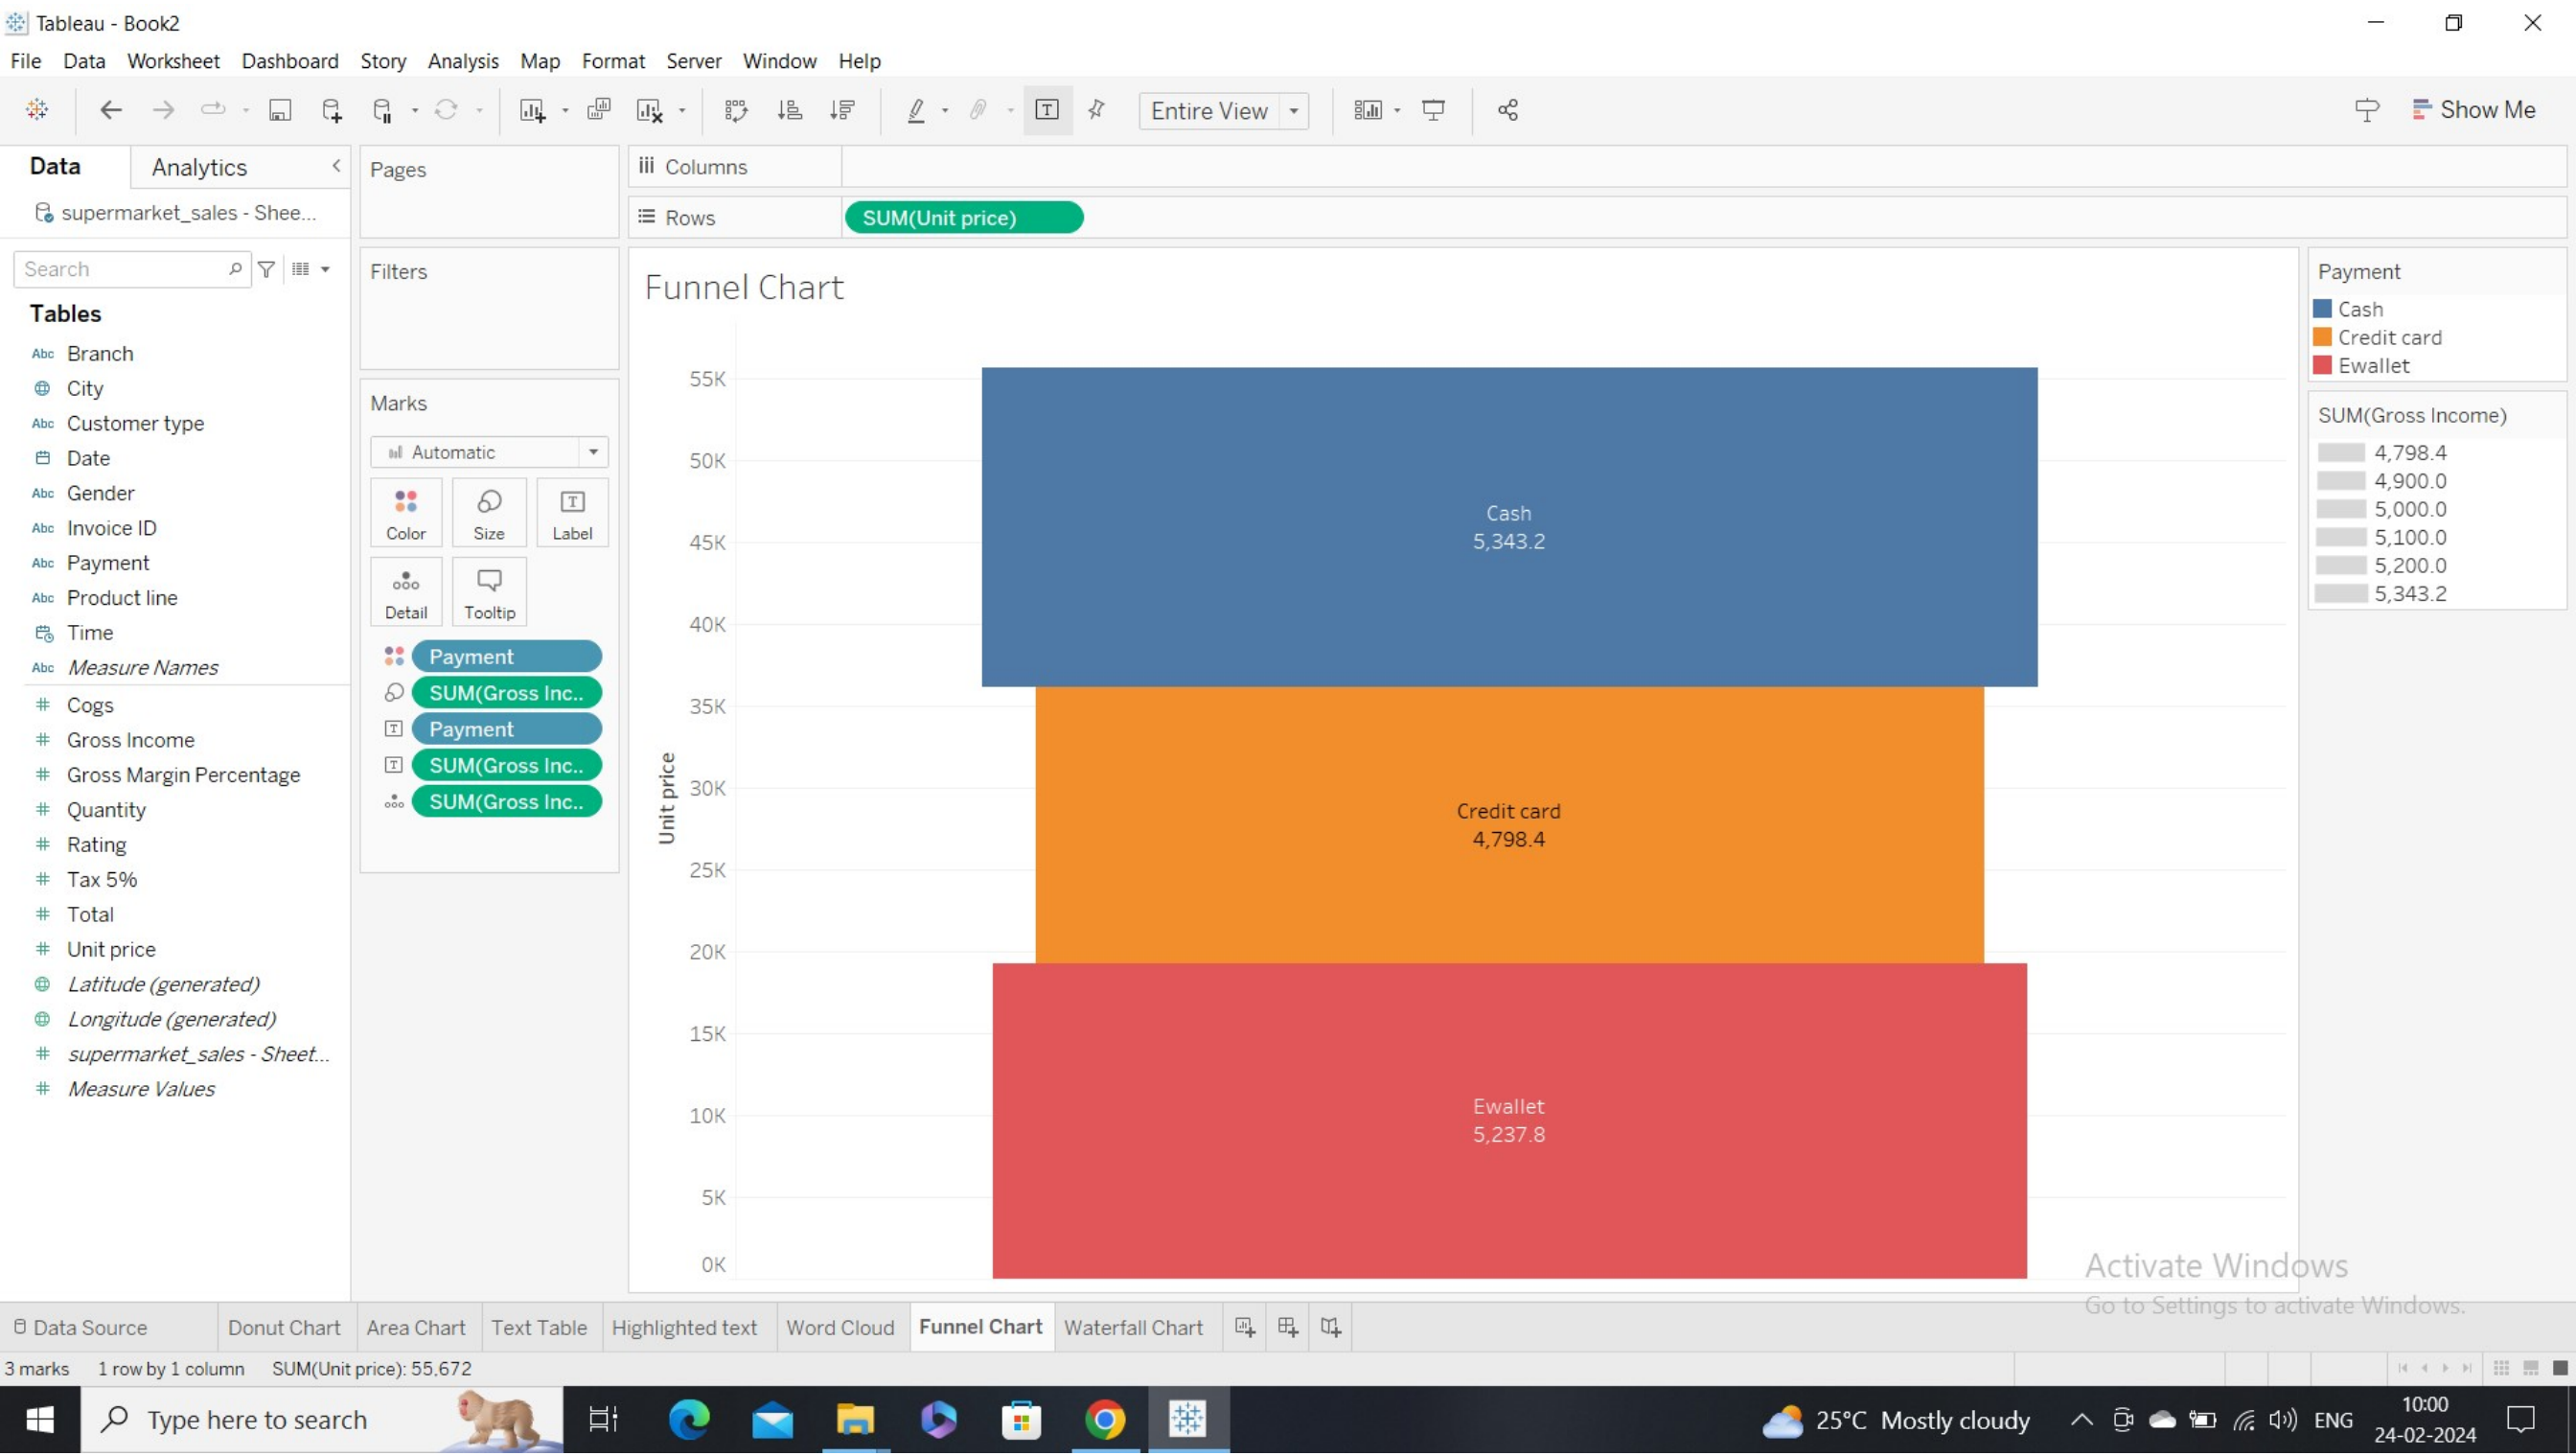 Tableau - Book2
File Data Worksheet Dashboard Story Analysis Map Format Server Window Help
Entire View
Show Me
Data Analytics
supermarket_sales - Shee...
Search
Tables
Abc Branch
City
Abc Customer type
Date
Abc Gender
Abc Invoice ID
Abc Payment
Abc Product line
Time
Abc Measure Names
# Cogs
# Gross Income
# Gross Margin Percentage
# Quantity
# Rating
# Tax 5%
# Total
# Unit price
Latitude (generated)
Longitude (generated)
# supermarket_sales - Sheet...
# Measure Values
Pages
Filters
Marks
Automatic
Color Size Label
Detail Tooltip
Payment
SUM(Gross Inc..
Payment
SUM(Gross Inc..
SUM(Gross Inc..
Columns
Rows SUM(Unit price)
Funnel Chart
Unit price
55K
50K
45K
40K
35K
30K
25K
20K
15K
10K
5K
0K
Cash
5,343.2
Credit card
4,798.4
Ewallet
5,237.8
Payment
Cash
Credit card
Ewallet
SUM(Gross Income)
4,798.4
4,900.0
5,000.0
5,100.0
5,200.0
5,343.2
Activate Windows
Go to Settings to activate Windows.
Data Source Donut Chart Area Chart Text Table Highlighted text Word Cloud Funnel Chart Waterfall Chart
3 marks 1 row by 1 column SUM(Unit price): 55,672
Type here to search
25°C Mostly cloudy
ENG
10:00
24-02-2024